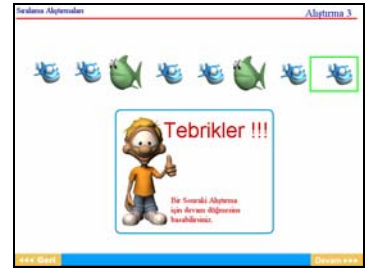 Sıralama Alıştırmaları
Alıştırma 3
Tebrikler !!!
Bir Sonraki Alıştırma
için devam düğmesine
basabilirsiniz.
<<< Geri
Devam >>>